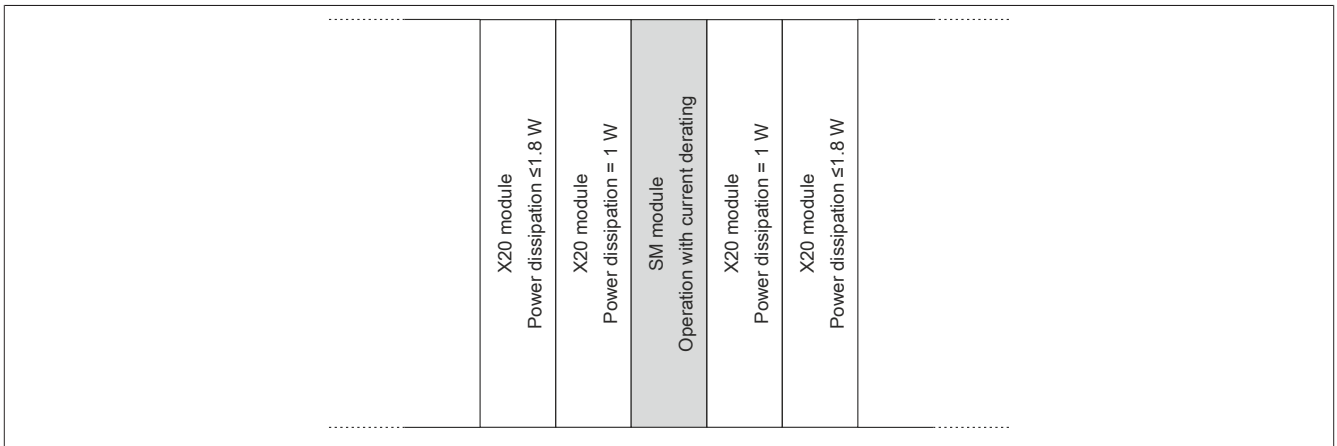 X20 module
Power dissipation ≤1.8 W
X20 module
Power dissipation = 1 W
SM module
Operation with current derating
X20 module
Power dissipation = 1 W
X20 module
Power dissipation ≤1.8 W